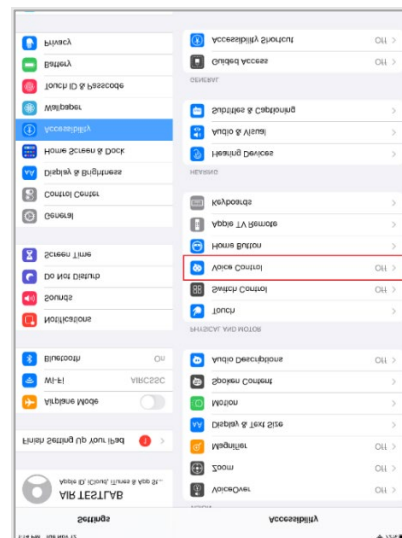 Settings
AIR TESTLAB
Apple ID, iCloud, iTunes & App St...
Finish Setting Up Your iPad
1
Airplane Mode
Wi-Fi AIRCSSC
Bluetooth On
Notifications
Sounds
Do Not Disturb
Screen Time
General
Control Center
Display & Brightness
Home Screen & Dock
Accessibility
Wallpaper
Touch ID & Passcode
Battery
Privacy
Accessibility
VoiceOver Off
Zoom Off
Magnifier Off
Display & Text Size
Motion
Spoken Content
Audio Descriptions Off
PHYSICAL AND MOTOR
Touch
Switch Control Off
Voice Control Off
Home Button
Apple TV Remote
Keyboards
HEARING
Hearing Devices
Audio & Visual
Subtitles & Captioning
GENERAL
Guided Access Off
Accessibility Shortcut Off